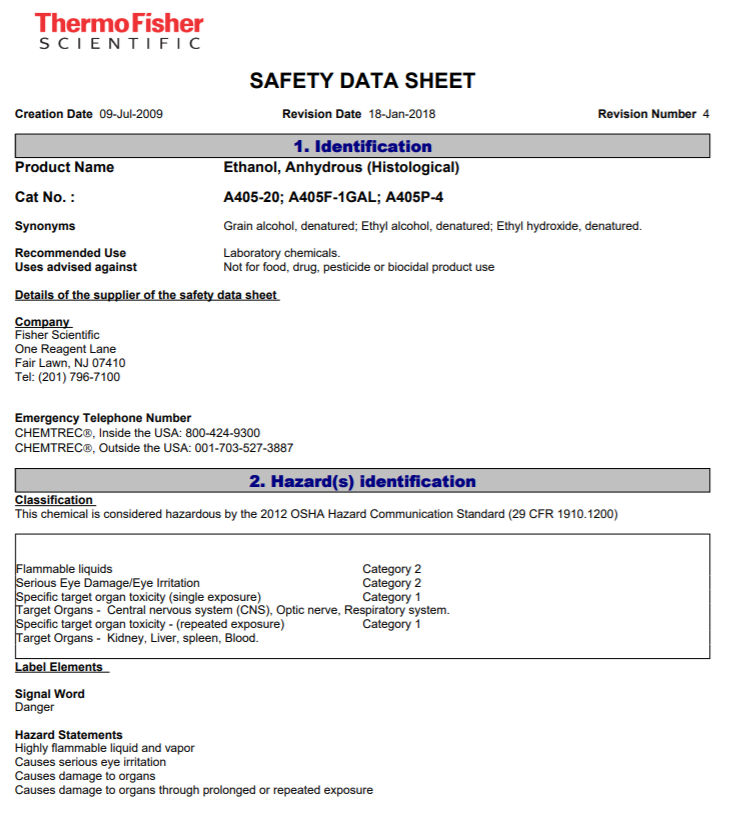 ThermoFisher
SCIENTIFIC
SAFETY DATA SHEET
Creation Date 09-Jul-2009 Revision Date 18-Jan-2018 Revision Number 4
1. Identification
Product Name Ethanol, Anhydrous (Histological)
Cat No. : A405-20; A405F-1GAL; A405P-4
Synonyms Grain alcohol, denatured; Ethyl alcohol, denatured; Ethyl hydroxide, denatured.
Recommended Use Laboratory chemicals.
Uses advised against Not for food, drug, pesticide or biocidal product use
Details of the supplier of the safety data sheet
Company
Fisher Scientific
One Reagent Lane
Fair Lawn, NJ 07410
Tel: (201) 796-7100
Emergency Telephone Number
CHEMTREC®, Inside the USA: 800-424-9300
CHEMTREC®, Outside the USA: 001-703-527-3887
2. Hazard(s) identification
Classification
This chemical is considered hazardous by the 2012 OSHA Hazard Communication Standard (29 CFR 1910.1200)
Flammable liquids Category 2
Serious Eye Damage/Eye Irritation Category 2
Specific target organ toxicity (single exposure) Category 1
Target Organs - Central nervous system (CNS), Optic nerve, Respiratory system.
Specific target organ toxicity - (repeated exposure) Category 1
Target Organs - Kidney, Liver, spleen, Blood.
Label Elements
Signal Word
Danger
Hazard Statements
Highly flammable liquid and vapor
Causes serious eye irritation
Causes damage to organs
Causes damage to organs through prolonged or repeated exposure